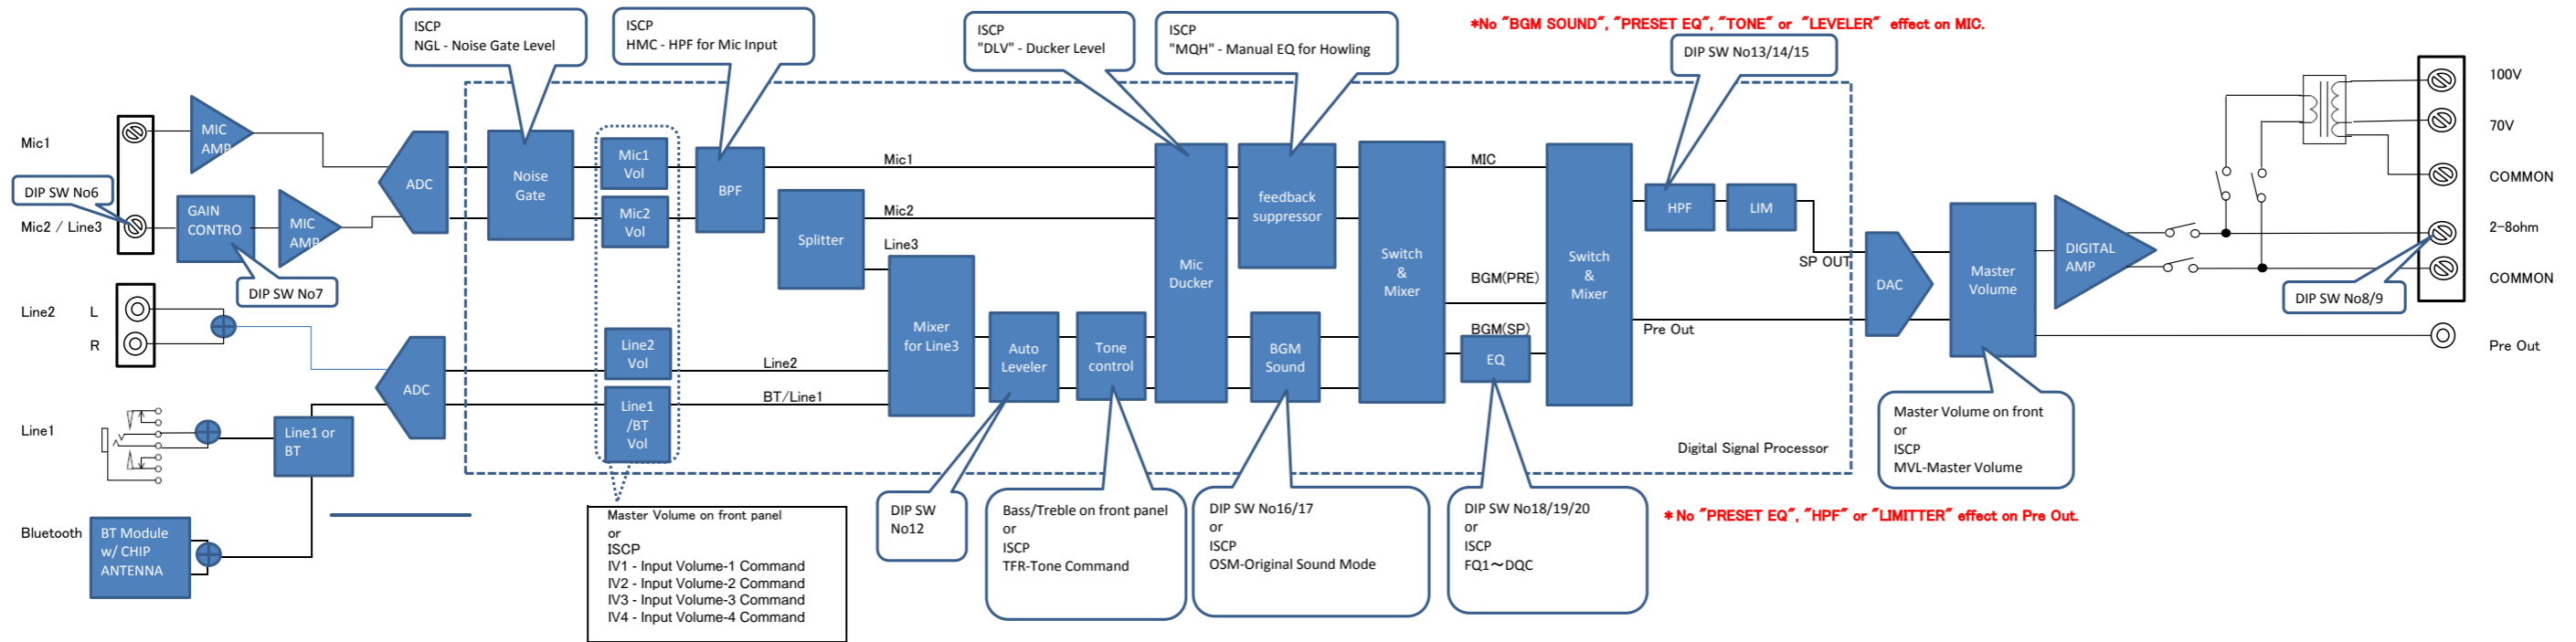 ISCP
NGL - Noise Gate Level
ISCP
HMC - HPF for Mic Input
ISCP
"DLV" - Ducker Level
ISCP
"MQH" - Manual EQ for Howling
*No "BGM SOUND", "PRESET EQ", "TONE" or "LEVELER" effect on MIC.
DIP SW No13/14/15
Mic1
DIP SW No6
Mic2 / Line3
MIC
AMP
GAIN
CONTRO
MIC
AMP
DIP SW No7
ADC
Noise
Gate
Mic1
Vol
Mic2
Vol
BPF
Splitter
Mic1
Mic2
Line3
Mixer
for Line3
Mic
Ducker
feedback
suppressor
Switch
&
Mixer
MIC
BGM(PRE)
BGM(SP)
EQ
Switch
&
Mixer
HPF
LIM
SP OUT
Pre Out
DAC
Master
Volume
DIGITAL
AMP
DIP SW No8/9
100V
70V
COMMON
2-8ohm
COMMON
Pre Out
Line2
L
R
ADC
Line2
Vol
Line1
/BT
Vol
Line2
BT/Line1
Auto
Leveler
Tone
control
BGM
Sound
Digital Signal Processor
Line1
Line1 or
BT
Bluetooth
BT Module
w/ CHIP
ANTENNA
Master Volume on front panel
or
ISCP
IV1 - Input Volume-1 Command
IV2 - Input Volume-2 Command
IV3 - Input Volume-3 Command
IV4 - Input Volume-4 Command
DIP SW
No12
Bass/Treble on front panel
or
ISCP
TFR-Tone Command
DIP SW No16/17
or
ISCP
OSM-Original Sound Mode
DIP SW No18/19/20
or
ISCP
FQ1～DQC
Master Volume on front
or
ISCP
MVL-Master Volume
* No "PRESET EQ", "HPF" or "LIMITTER" effect on Pre Out.